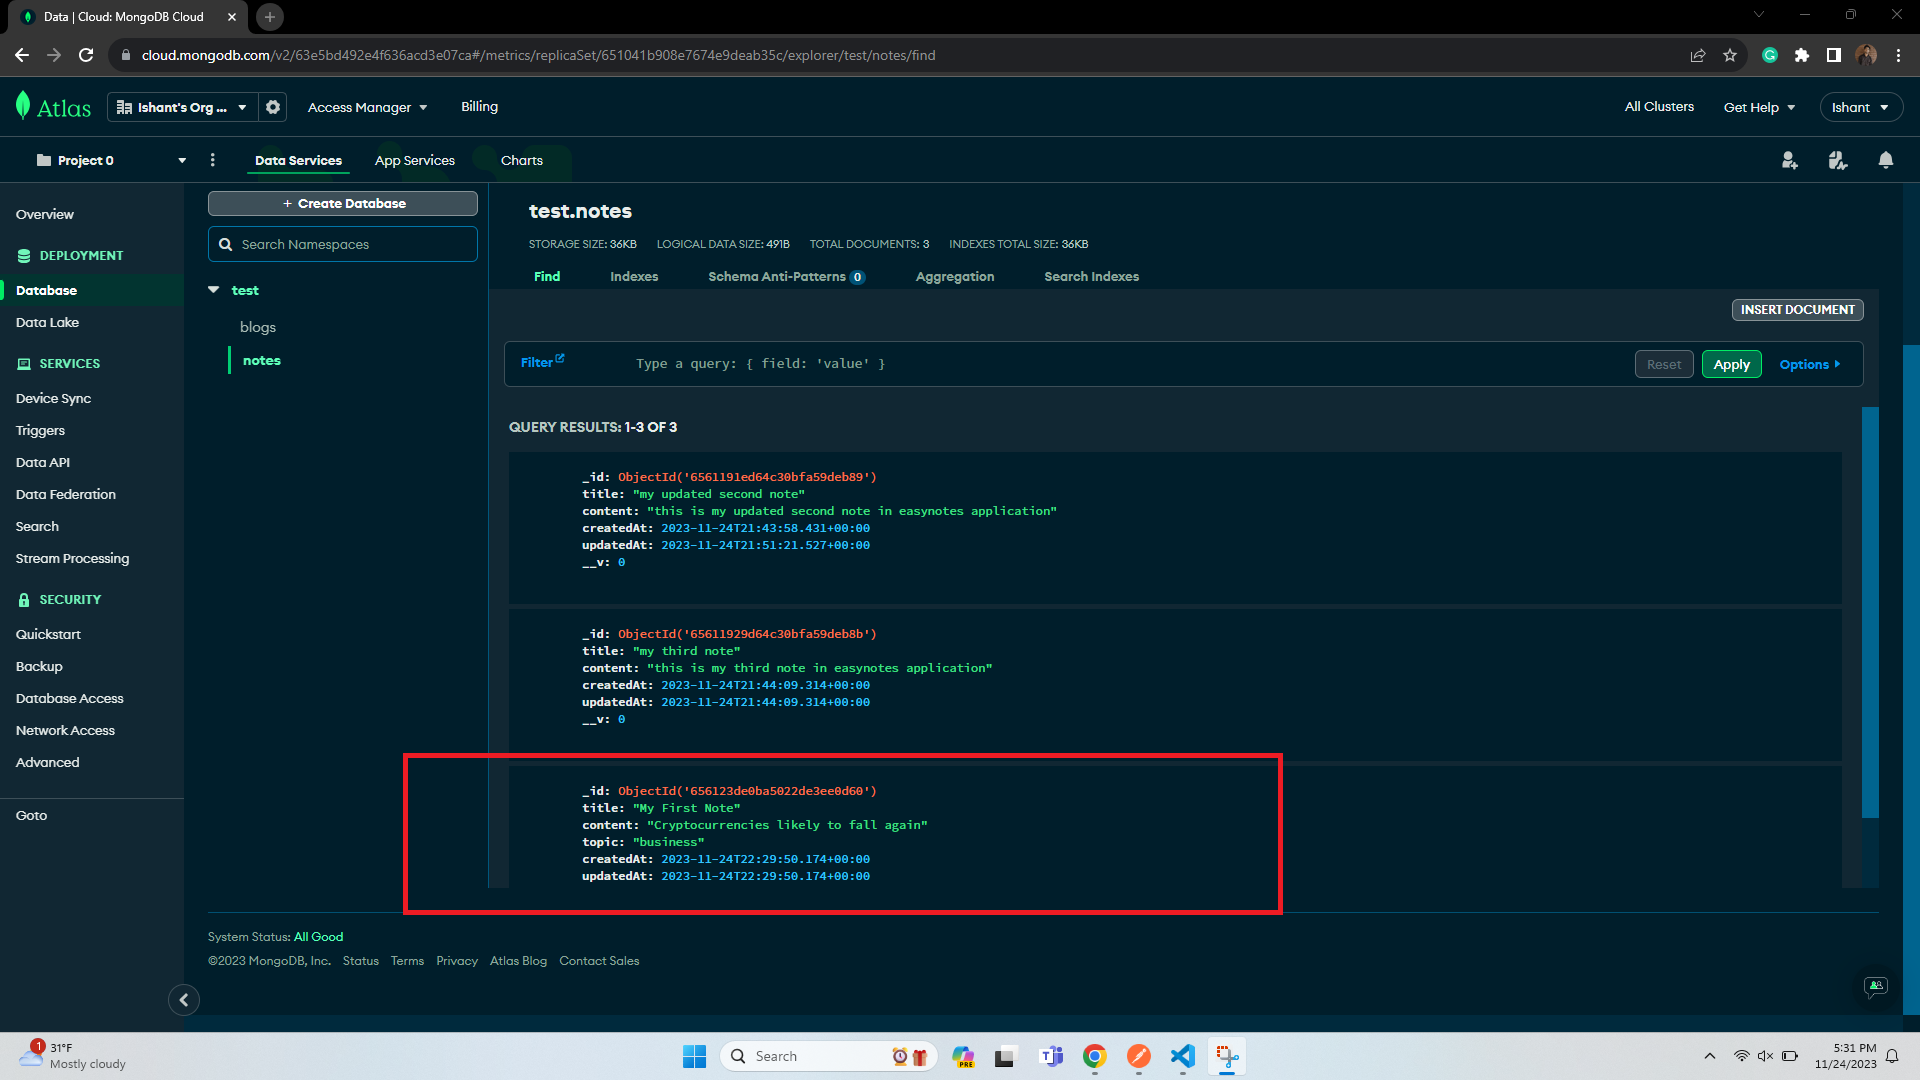 Data | Cloud: MongoDB Cloud
cloud.mongodb.com/v2/63e5bd492e4f636acd3e07ca#/metrics/replicaSet/651041b908e7674e9deab35c/explorer/test/notes/find
Atlas
Ishant's Org ...
Access Manager
Billing
All Clusters
Get Help
Ishant
Project 0
Data Services
App Services
Charts
Overview
DEPLOYMENT
Database
Data Lake
SERVICES
Device Sync
Triggers
Data API
Data Federation
Search
Stream Processing
SECURITY
Quickstart
Backup
Database Access
Network Access
Advanced
Goto
+ Create Database
Search Namespaces
test
blogs
notes
test.notes
STORAGE SIZE: 36KB LOGICAL DATA SIZE: 491B TOTAL DOCUMENTS: 3 INDEXES TOTAL SIZE: 36KB
Find Indexes Schema Anti-Patterns 0 Aggregation Search Indexes
INSERT DOCUMENT
Filter Type a query: { field: 'value' } Reset Apply Options
QUERY RESULTS: 1-3 OF 3
_id: ObjectId('6561191ed64c30bfa59deb89')
title: "my updated second note"
content: "this is my updated second note in easynotes application"
createdAt: 2023-11-24T21:43:58.431+00:00
updatedAt: 2023-11-24T21:51:21.527+00:00
__v: 0
_id: ObjectId('65611929d64c30bfa59deb8b')
title: "my third note"
content: "this is my third note in easynotes application"
createdAt: 2023-11-24T21:44:09.314+00:00
updatedAt: 2023-11-24T21:44:09.314+00:00
__v: 0
_id: ObjectId('656123de0ba5022de3ee0d60')
title: "My First Note"
content: "Cryptocurrencies likely to fall again"
topic: "business"
createdAt: 2023-11-24T22:29:50.174+00:00
updatedAt: 2023-11-24T22:29:50.174+00:00
System Status: All Good
©2023 MongoDB, Inc. Status Terms Privacy Atlas Blog Contact Sales
1
31°F
Mostly cloudy
Search
PRE
5:31 PM
11/24/2023